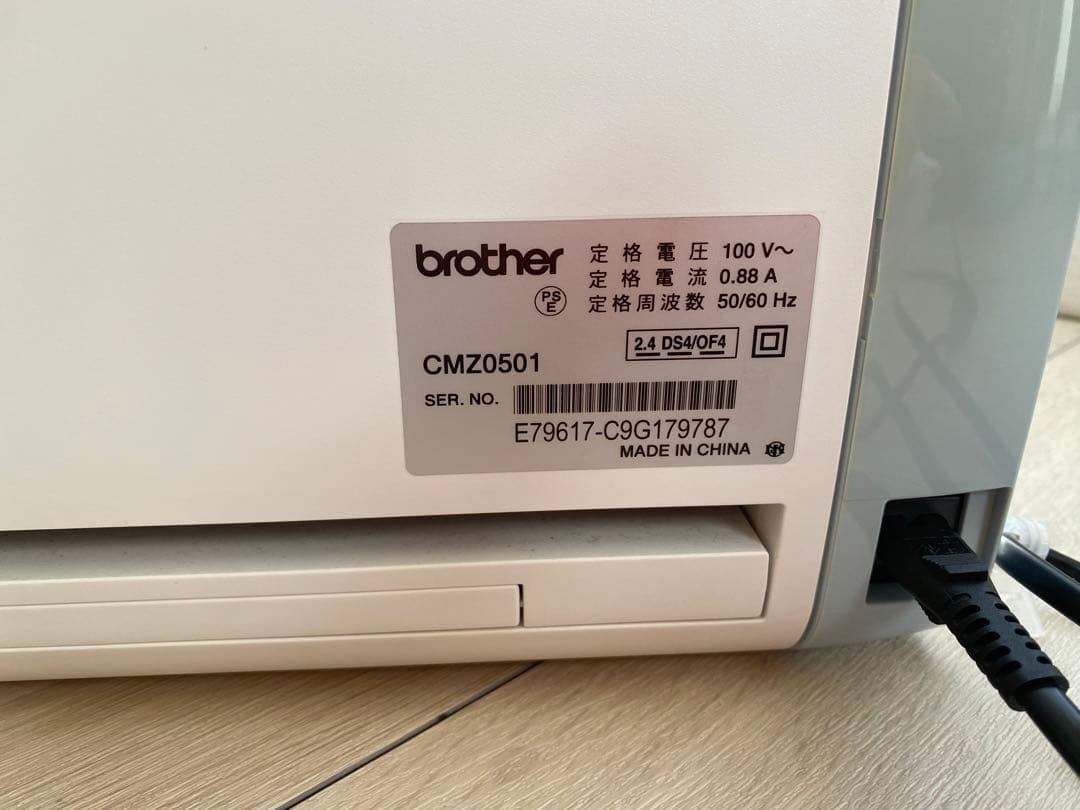 brother
定格電圧 100 V～
定格電流 0.88 A
PS E
定格周波数 50/60 Hz
2.4 DS4/OF4
CMZ0501
SER. NO.
E79617-C9G179787
MADE IN CHINA